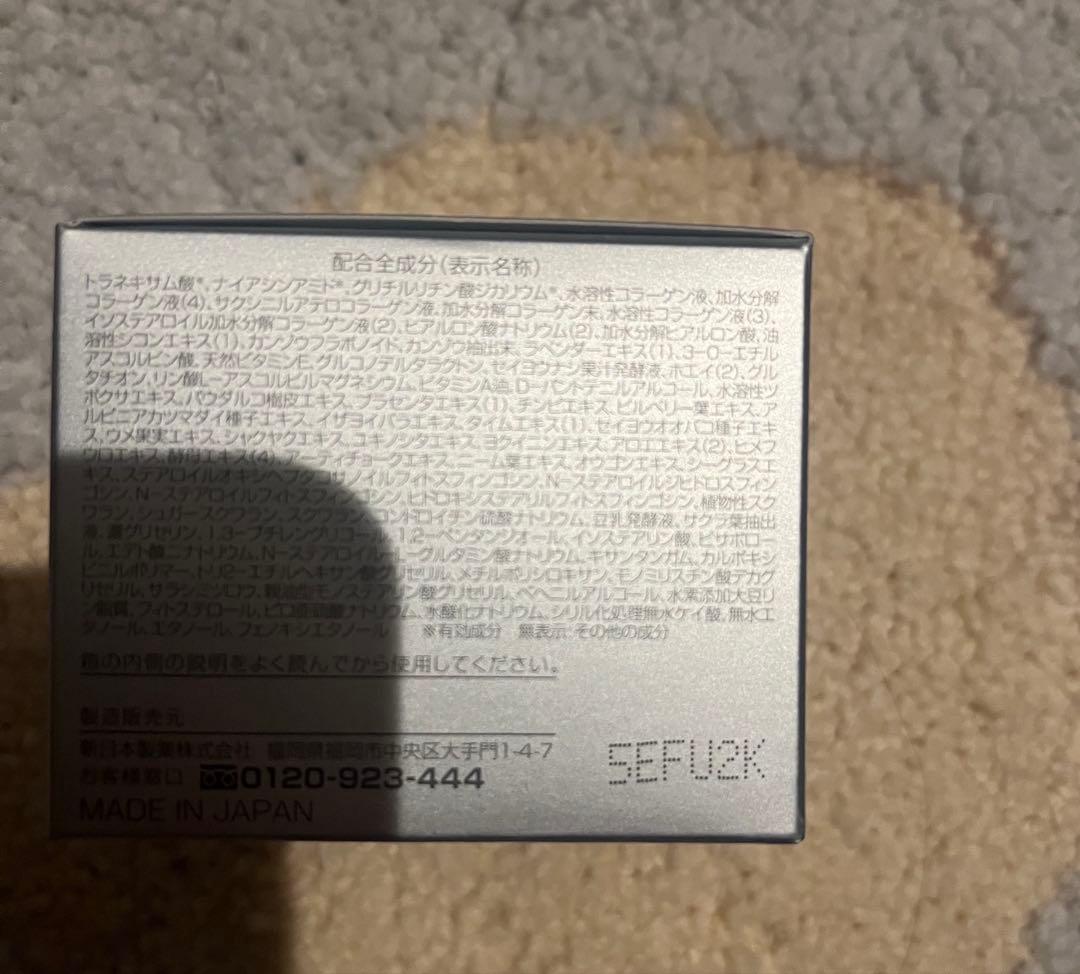 配合全成分(表示名称)
トラネキサム酸*、ナイアシンアミド*、グリチルリチン酸ジカリウム*、水溶性コラーゲン液、加水分解
コラーゲン液(4)、サクシニルアテロコラーゲン液、加水分解コラーゲン末、水溶性コラーゲン液(3)、
イソステアロイル加水分解コラーゲン液(2)、ヒアルロン酸ナトリウム(2)、加水分解ヒアルロン酸、油
溶性シコンエキス(1)、カンゾウフラボノイド、カンゾウ抽出末、ラベンダーエキス(1)、3-O-エチル
アスコルビン酸、天然ビタミンE、グルコノデルタラクトン、セイヨウナシ果汁発酵液、ホエイ(2)、グル
タチオン、リン酸L-アスコルビルマグネシウム、ビタミンA油、D-パントテニルアルコール、水溶性ツ
ボクサエキス、パウダルコ樹皮エキス、プラセンタエキス(1)、チンピエキス、ビルベリー葉エキス、ア
ルピニアカツマダイ種子エキス、イザヨイバラエキス、タイムエキス(1)、セイヨウオオバコ種子エキ
ス、ウメ果実エキス、シャクヤクエキス、ユキノシタエキス、ヨクイニンエキス、アロエエキス(2)、ヒメフ
ウロエキス、酵母エキス(4)、アーティチョークエキス、ニーム葉エキス、オウゴンエキス、シーグラスエ
キス、ステアロイルオキシヘプタコサノイルフィトスフィンゴシン、N-ステアロイルジヒドロスフィン
ゴシン、N-ステアロイルフィトスフィンゴシン、ヒドロキシステアリルフィトスフィンゴシン、植物性スク
ワラン、シュガースクワラン、スクワラン、コンドロイチン硫酸ナトリウム、豆乳発酵液、サクラ葉抽出
液、濃グリセリン、1,3-ブチレングリコール、1,2-ペンタンジオール、イソステアリン酸、ビサボロー
ル、エデト酸二ナトリウム、N-ステアロイル-L-グルタミン酸ナトリウム、キサンタンガム、カルボキシ
ビニルポリマー、トリ2-エチルヘキサン酸グリセリル、メチルポリシロキサン、モノミリスチン酸デカグ
リセリル、サラシミツロウ、親油型モノステアリン酸グリセリル、ベヘニルアルコール、水素添加大豆リ
ン脂質、フィトステロール、ピロ亜硫酸ナトリウム、水酸化ナトリウム、シリル化処理無水ケイ酸、無水エ
タノール、エタノール、フェノキシエタノール ※有効成分 無表示:その他の成分
箱の内側の説明をよく読んでから使用してください。
製造販売元
新日本製薬株式会社 福岡県福岡市中央区大手門1-4-7
お客様窓口 0120-923-444
MADE IN JAPAN
5EFU2K